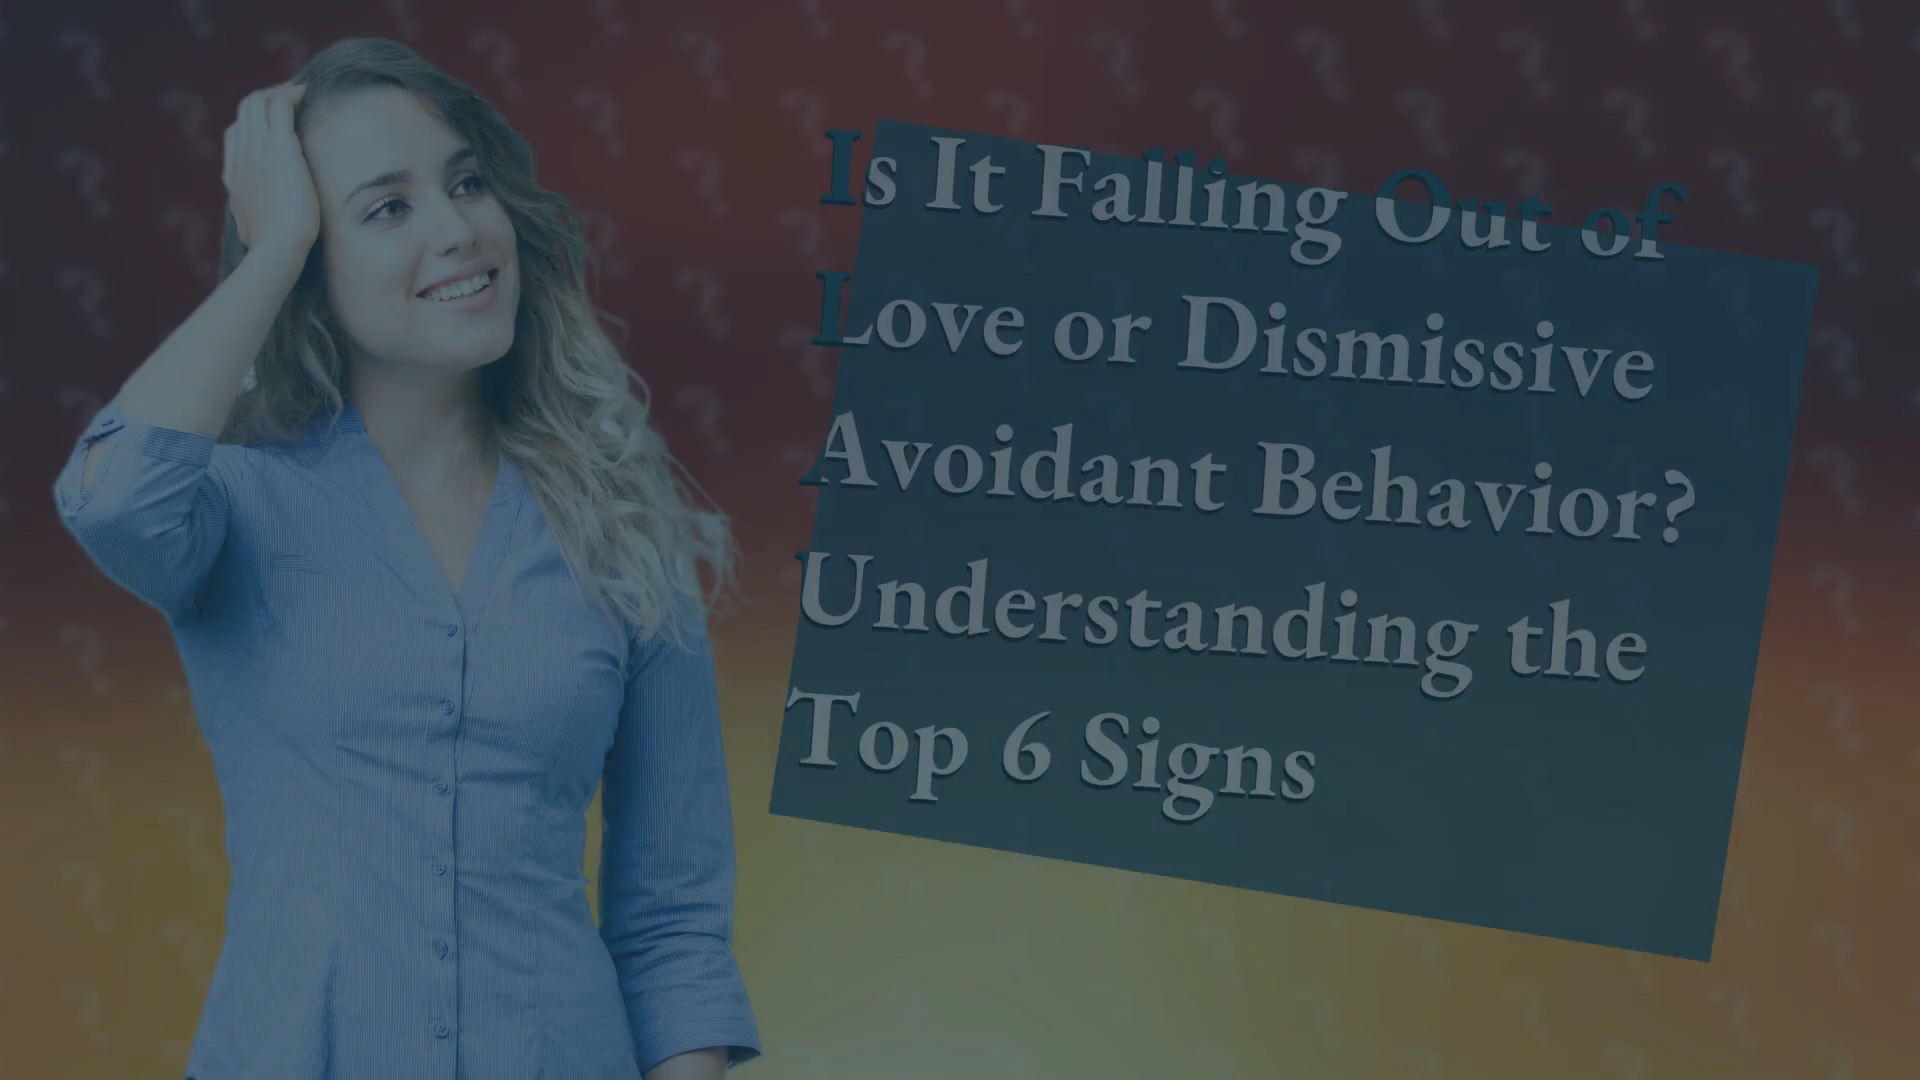 Is It Falling Out of
Love or Dismissive
Avoidant Behavior?
Understanding the
Top 6 Signs